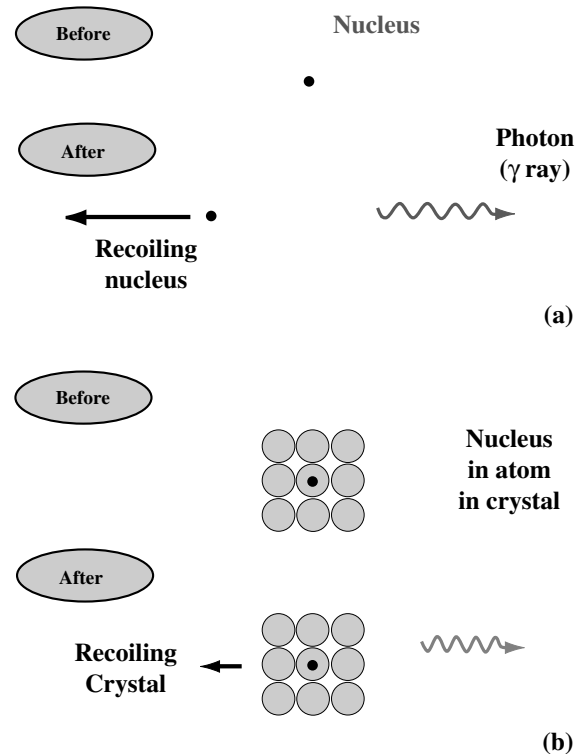 Before
Nucleus
After
Photon
(γ ray)
Recoiling
nucleus
(a)
Before
Nucleus
in atom
in crystal
After
Recoiling
Crystal
(b)